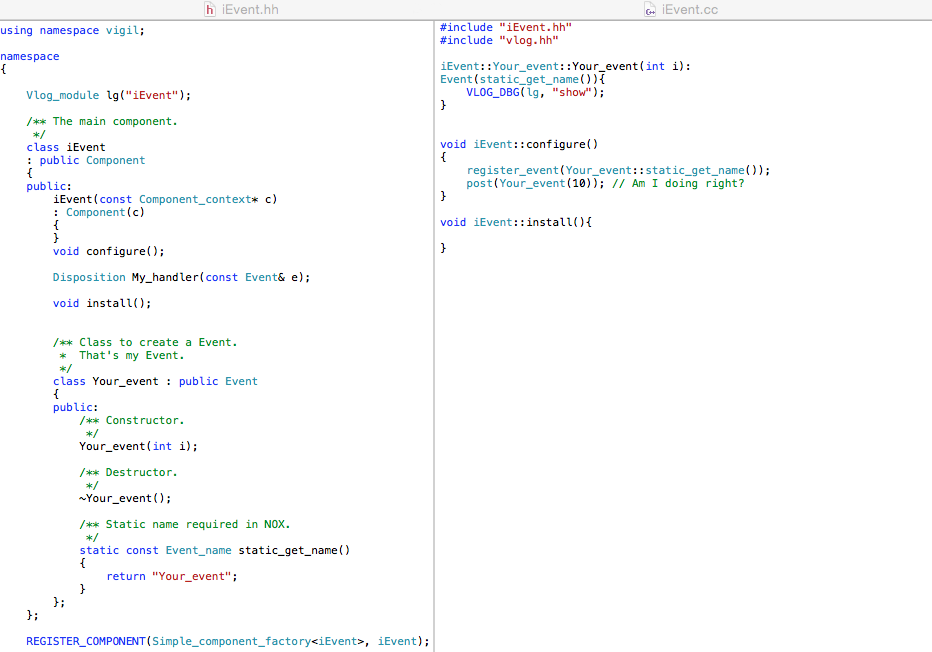 iEvent.hh
using namespace vigil;
namespace
{
Vlog_module lg("iEvent");
/** The main component.
*/
class iEvent
: public Component
{
public:
iEvent(const Component_context* c)
: Component(c)
{
}
void configure();
Disposition My_handler(const Event& e);
void install();
/** Class to create a Event.
* That's my Event.
*/
class Your_event : public Event
{
public:
/** Constructor.
*/
Your_event(int i);
/** Destructor.
*/
~Your_event();
/** Static name required in NOX.
*/
static const Event_name static_get_name()
{
return "Your_event";
}
};
};
REGISTER_COMPONENT(Simple_component_factory<iEvent>, iEvent);
iEvent.cc
#include "iEvent.hh"
#include "vlog.hh"
iEvent::Your_event::Your_event(int i):
Event(static_get_name()){
VLOG_DBG(lg, "show");
}
void iEvent::configure()
{
register_event(Your_event::static_get_name());
post(Your_event(10)); // Am I doing right?
}
void iEvent::install(){
}